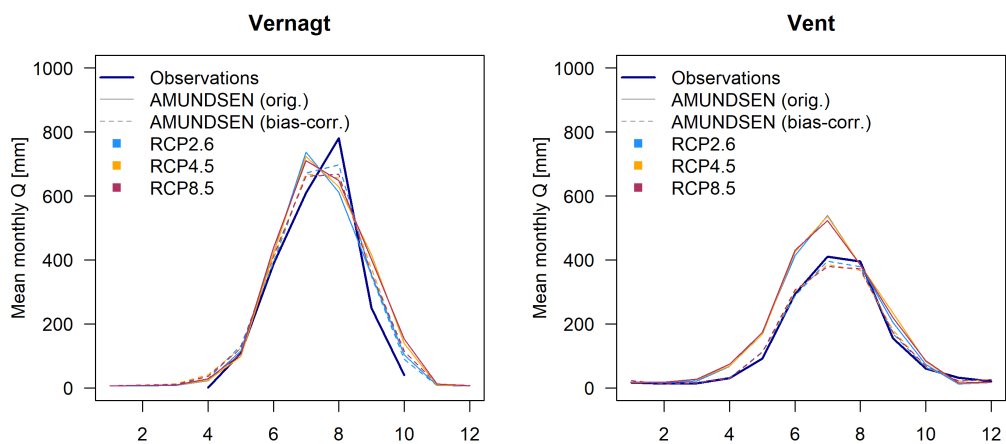 Vernagt
Mean monthly Q [mm]
1000
800
600
400
200
0
Observations
AMUNDSEN (orig.)
AMUNDSEN (bias-corr.)
RCP2.6
RCP4.5
RCP8.5
2 4 6 8 10 12
Vent
Mean monthly Q [mm]
1000
800
600
400
200
0
Observations
AMUNDSEN (orig.)
AMUNDSEN (bias-corr.)
RCP2.6
RCP4.5
RCP8.5
2 4 6 8 10 12